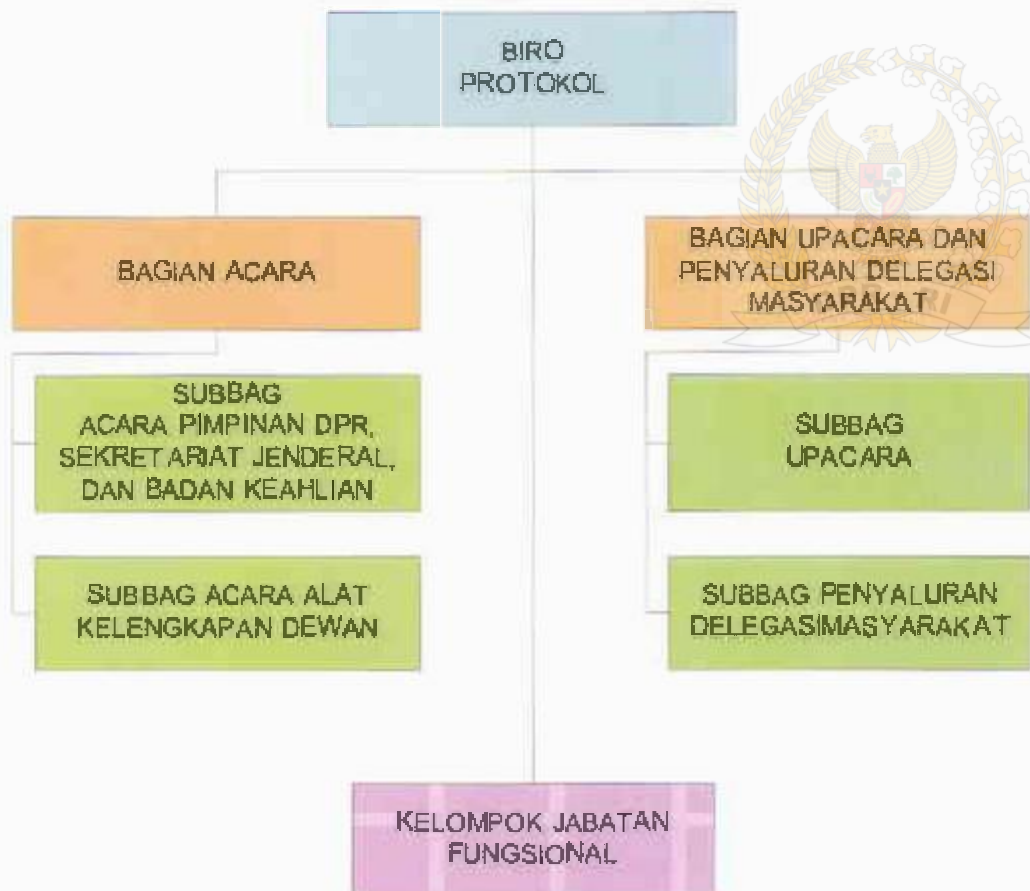 BIRO
PROTOKOL
BAGIAN ACARA
BAGIAN UPACARA DAN
PENYALURAN DELEGASI
MASYARAKAT
SUBBAG
ACARA PIMPINAN DPR,
SEKRETARIAT JENDERAL,
DAN BADAN KEAHLIAN
SUBBAG
UPACARA
SUBBAG ACARA ALAT
KELENGKAPAN DEWAN
SUBBAG PENYALURAN
DELEGASIMASYARAKAT
KELOMPOK JABATAN
FUNGSIONAL